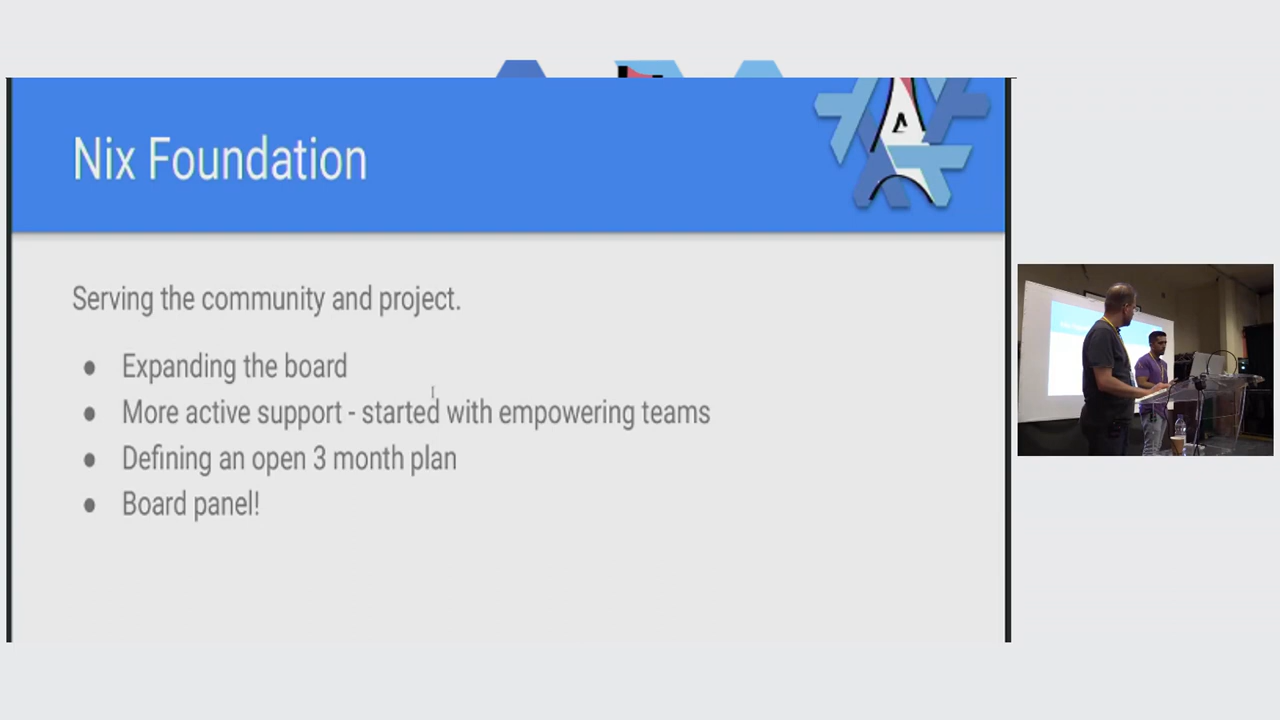 Nix Foundation
Serving the community and project.
● Expanding the board
● More active support - started with empowering teams
● Defining an open 3 month plan
● Board panel!